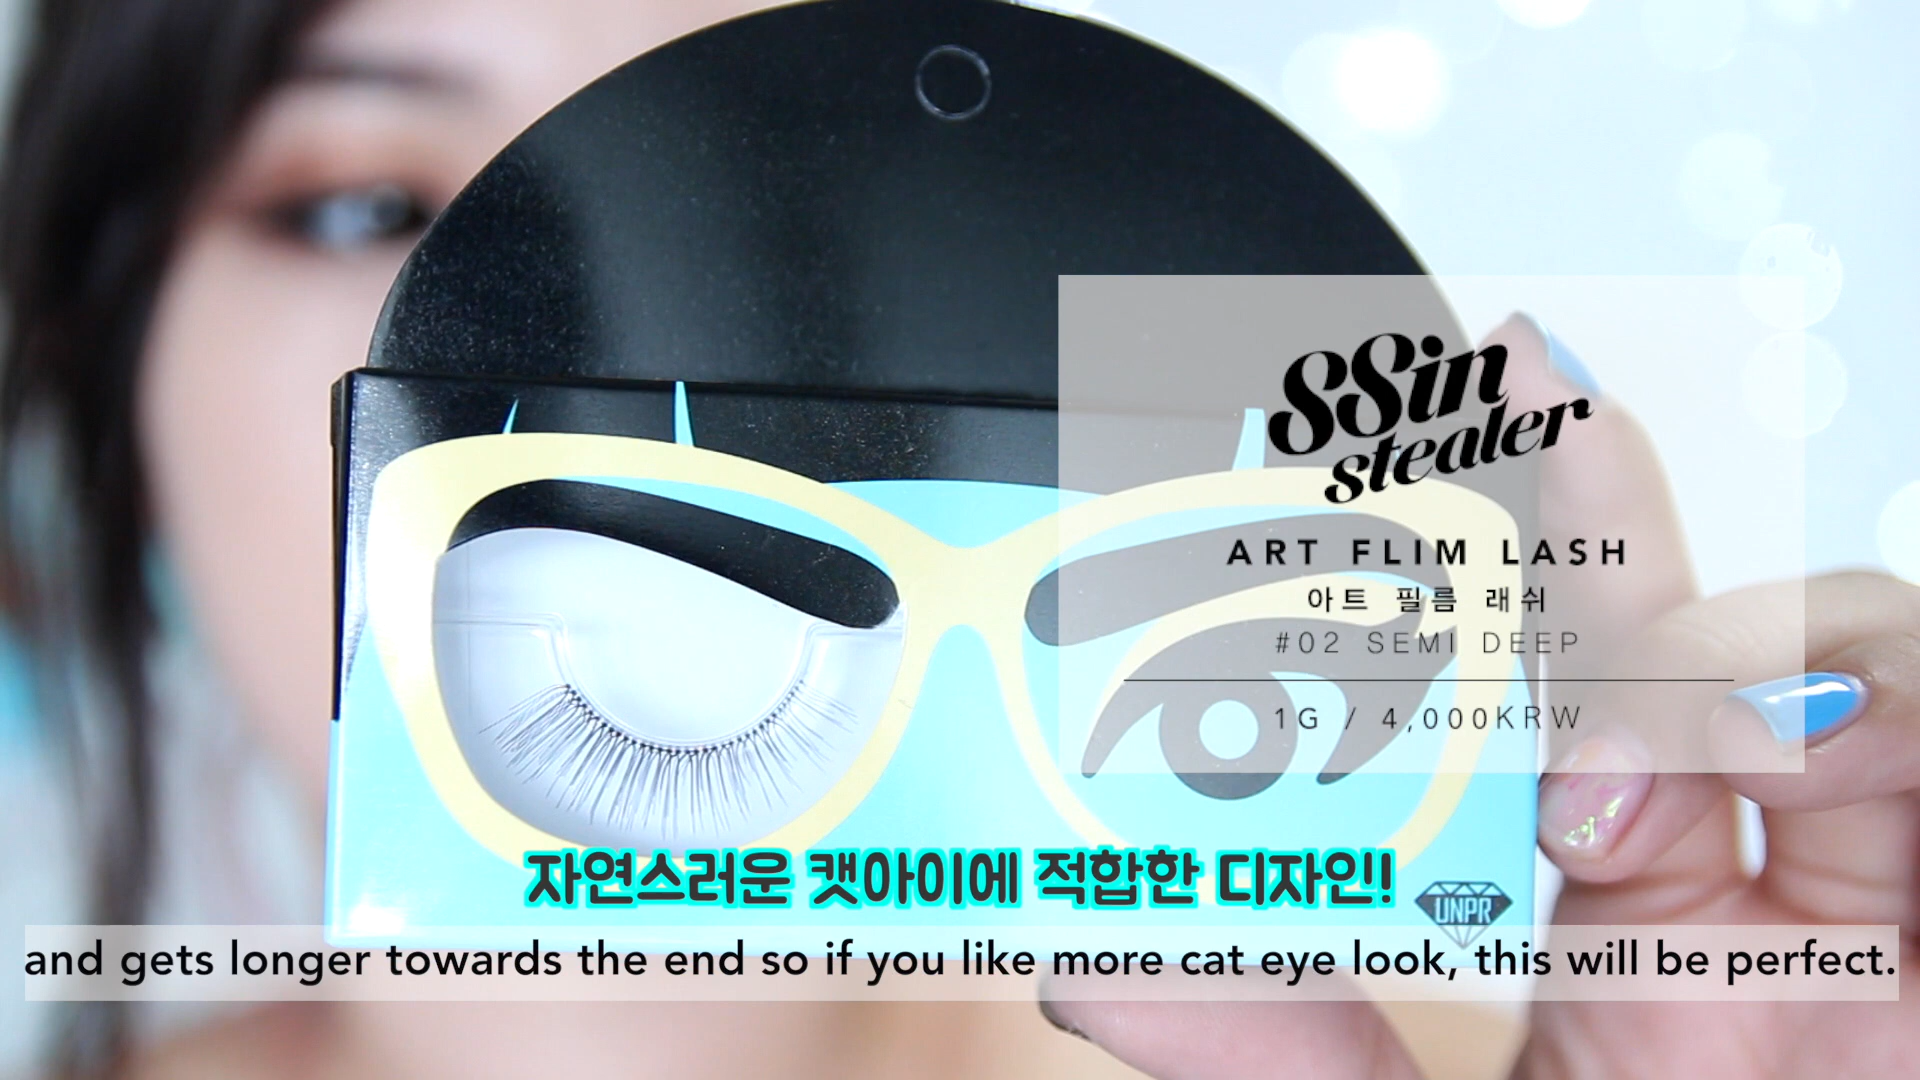 SSin
stealer
ART FLIM LASH
아트 필름 래쉬
#02 SEMI DEEP
1G / 4,000KRW
자연스러운 캣아이에 적합한 디자인!
UNPR
and gets longer towards the end so if you like more cat eye look, this will be perfect.